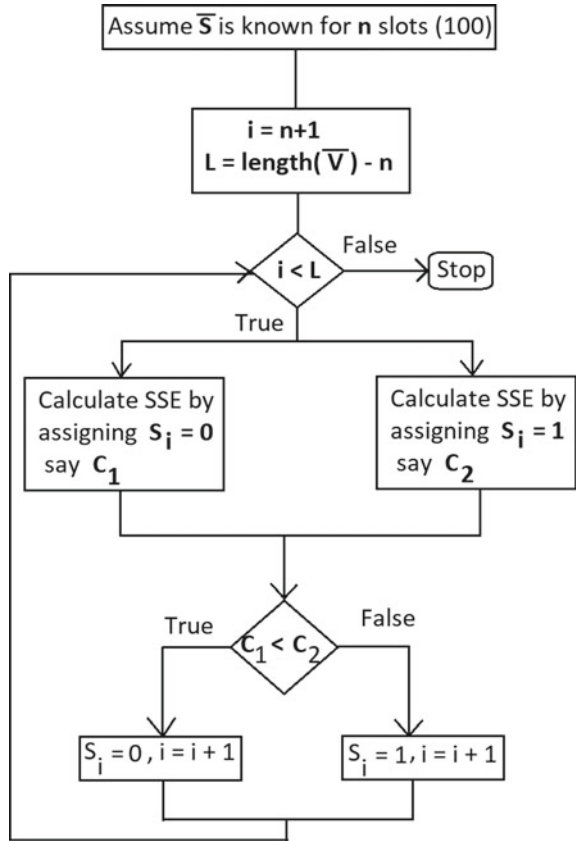 Assume S̅ is known for n slots (100)
i = n+1
L = length(V̅) - n
i < L
False
Stop
True
Calculate SSE by
assigning S_i = 0
say C_1
Calculate SSE by
assigning S_i = 1
say C_2
True
C_1 < C_2
False
S_i = 0 , i = i + 1
S_i = 1, i = i + 1